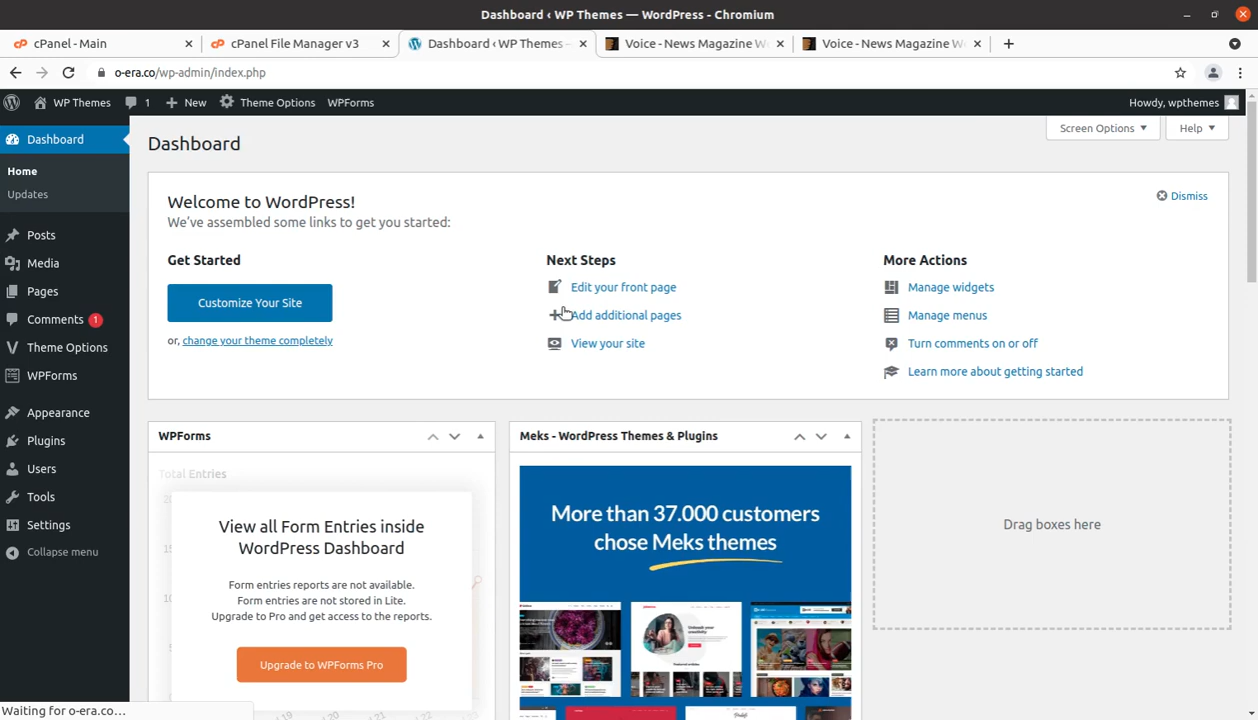 Dashboard ‹ WP Themes — WordPress - Chromium
cPanel - Main
cPanel File Manager v3
Dashboard ‹ WP Themes –
Voice - News Magazine W
Voice - News Magazine W
o-era.co/wp-admin/index.php
WP Themes
1
New
Theme Options
WPForms
Howdy, wpthemes
Dashboard
Home
Updates
Posts
Media
Pages
Comments 1
Theme Options
WPForms
Appearance
Plugins
Users
Tools
Settings
Collapse menu
Dashboard
Screen Options
Help
Welcome to WordPress!
We've assembled some links to get you started:
Dismiss
Get Started
Customize Your Site
or, change your theme completely
Next Steps
Edit your front page
Add additional pages
View your site
More Actions
Manage widgets
Manage menus
Turn comments on or off
Learn more about getting started
WPForms
Total Entries
View all Form Entries inside
WordPress Dashboard
Form entries reports are not available.
Form entries are not stored in Lite.
Upgrade to Pro and get access to the reports.
Upgrade to WPForms Pro
Meks - WordPress Themes & Plugins
More than 37.000 customers
chose Meks themes
Drag boxes here
Waiting for o-era.co...